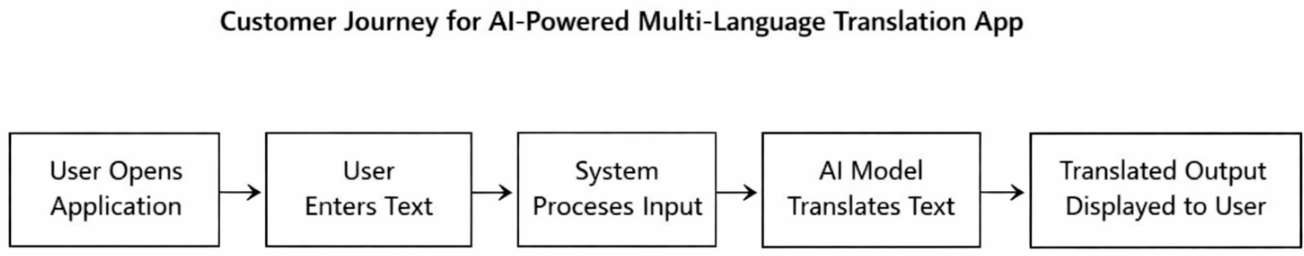 Customer Journey for AI-Powered Multi-Language Translation App
User Opens
Application
User
Enters Text
System
Proceses Input
AI Model
Translates Text
Translated Output
Displayed to User